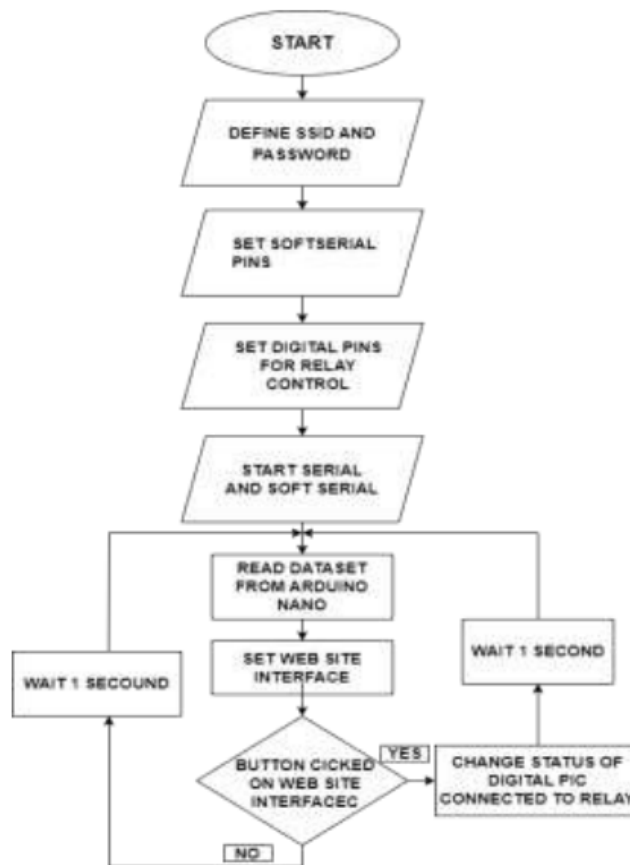 START
DEFINE SSID AND
PASSWORD
SET SOFTSERIAL
PINS
SET DIGITAL PINS
FOR RELAY
CONTROL
START SERIAL
AND SOFT SERIAL
READ DATASET
FROM ARDUINO
NANO
WAIT 1 SECOUND
SET WEB SITE
INTERFACE
WAIT 1 SECOND
BUTTON CICKED
ON WEB SITE
INTERFACEC
YES
CHANGE STATUS OF
DIGITAL PIC
CONNECTED TO RELAY
NO